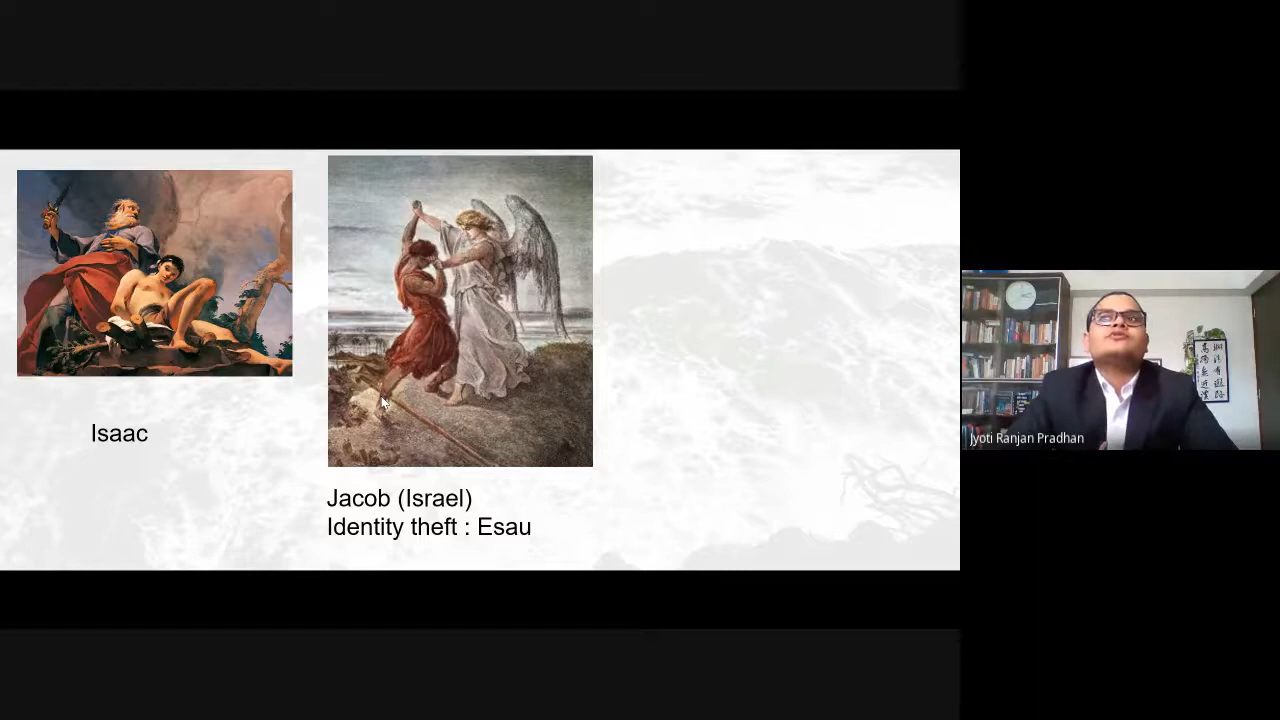 Isaac
Jacob (Israel)
Identity theft : Esau
Jyoti Ranjan Pradhan